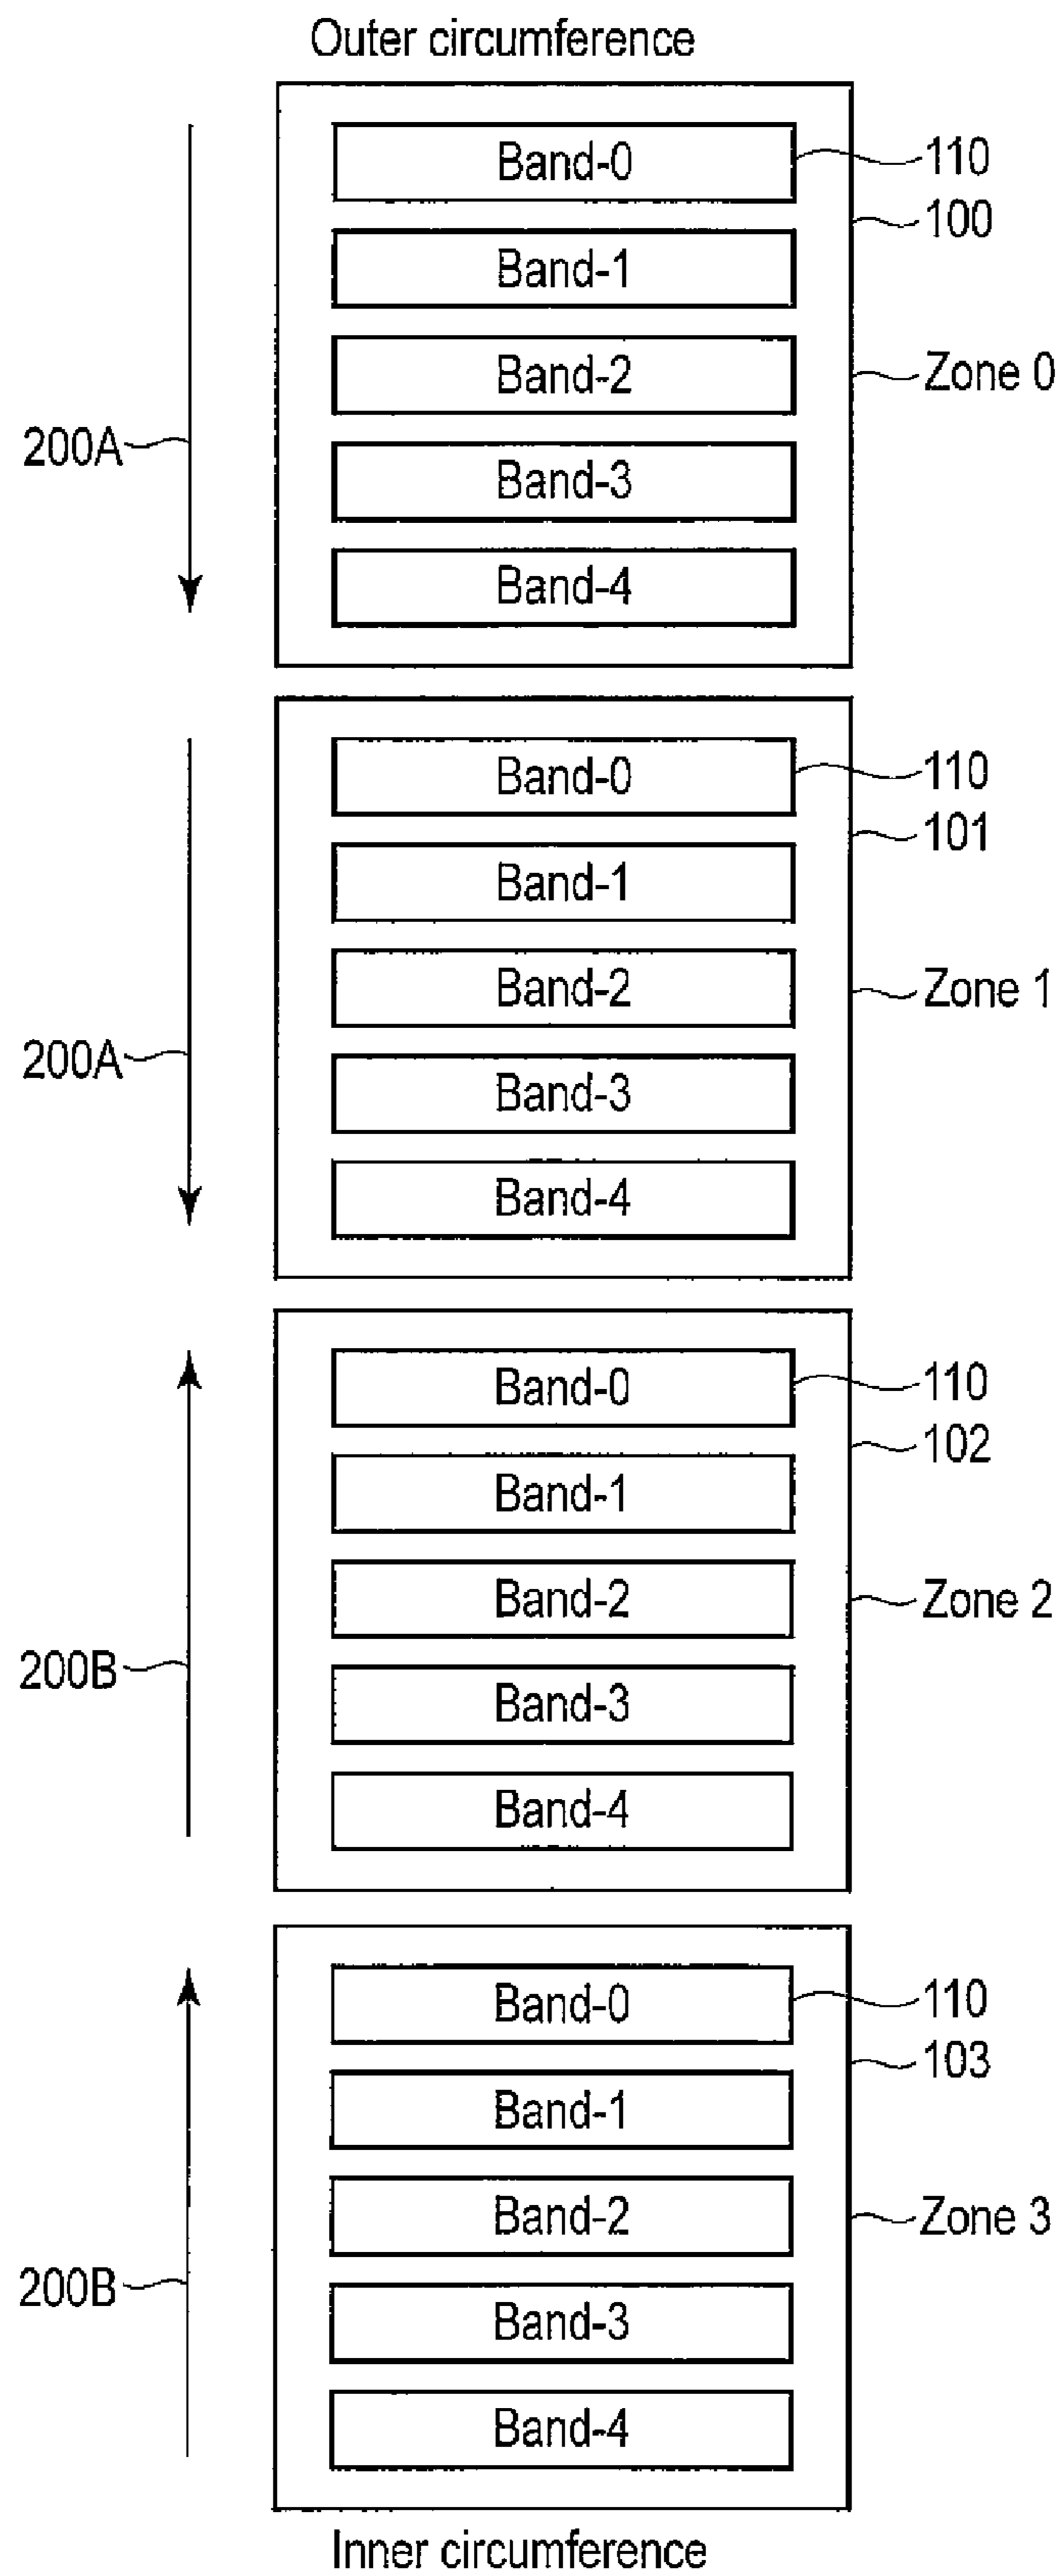 Outer circumference
Band-0
110
100
Band-1
Band-2
Zone 0
200A
Band-3
Band-4
Band-0
110
101
Band-1
Band-2
Zone 1
200A
Band-3
Band-4
Band-0
110
102
Band-1
Band-2
Zone 2
200B
Band-3
Band-4
Band-0
110
103
Band-1
Band-2
Zone 3
200B
Band-3
Band-4
Inner circumference